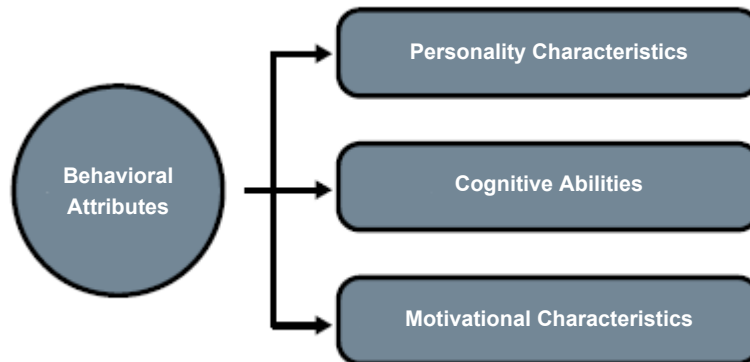 Behavioral
Attributes
Personality Characteristics
Cognitive Abilities
Motivational Characteristics